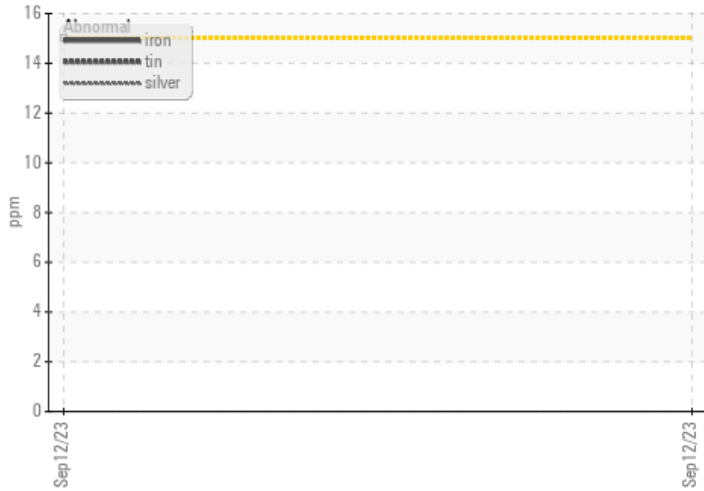 16
Abnormal
iron
tin
silver
14
12
10
8
6
4
2
0
ppm
Sep12/23
Sep12/23